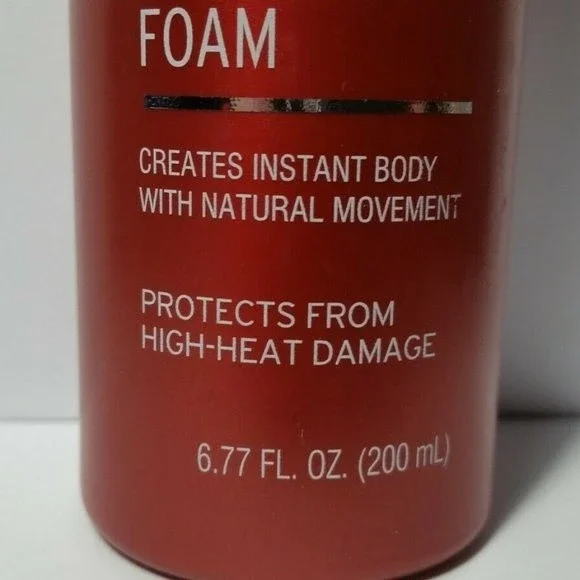 FOAM
CREATES INSTANT BODY
WITH NATURAL MOVEMENT
PROTECTS FROM
HIGH-HEAT DAMAGE
6.77 FL. OZ. (200 mL)